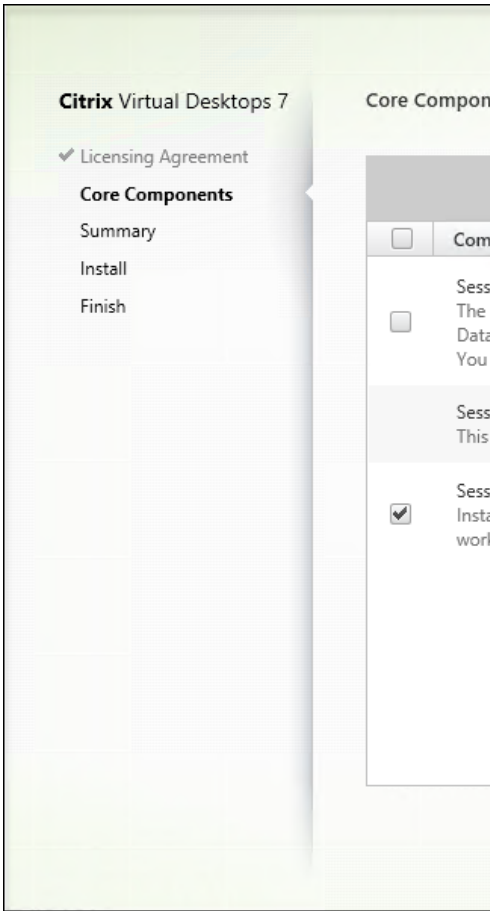 Citrix Virtual Desktops 7
Licensing Agreement
Core Components
Summary
Install
Finish
Core Compon
Com
Sess
The
Data
You
Sess
This
Sess
Insta
work